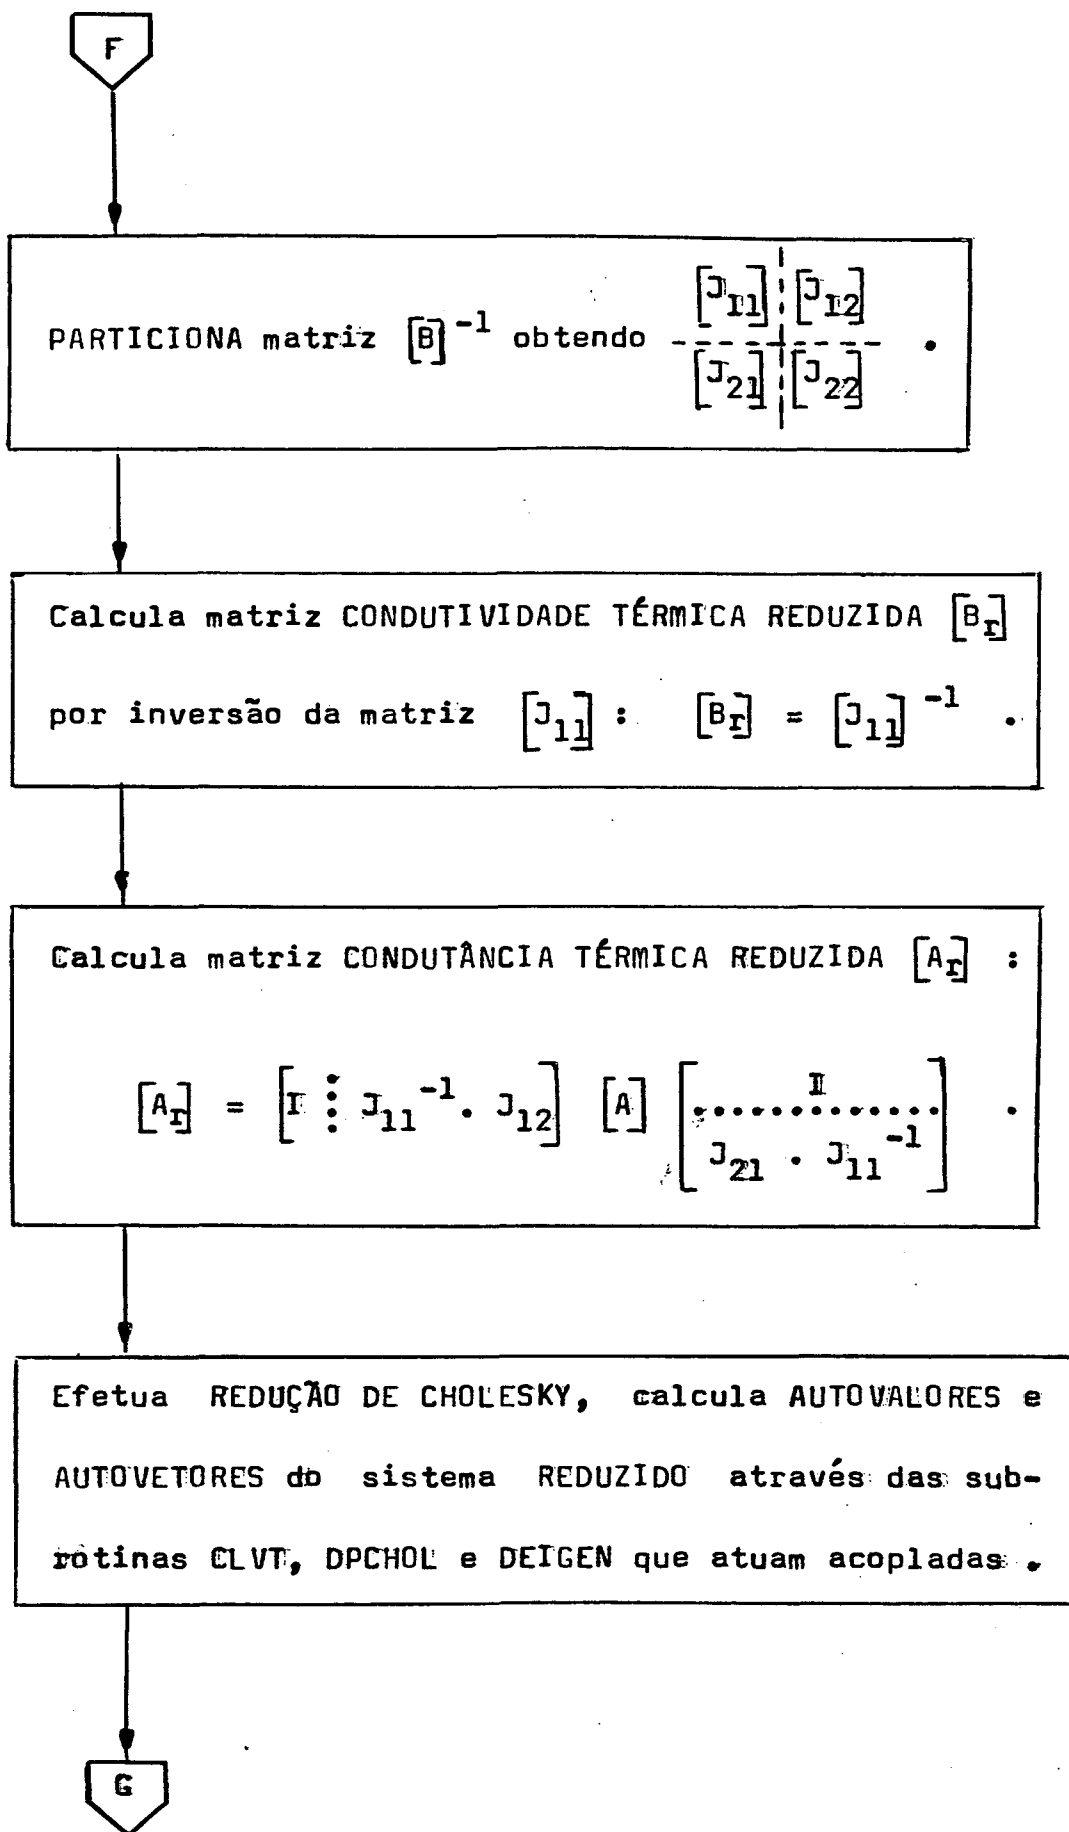 F
PARTICIONA matriz [B]⁻¹ obtendo [J₁₁] [J₁₂]
[J₂₁] [J₂₂] .
Calcula matriz CONDUTIVIDADE TÉRMICA REDUZIDA [Bᵣ]
por inversão da matriz [J₁₁] : [Bᵣ] = [J₁₁]⁻¹ .
Calcula matriz CONDUTÂNCIA TÉRMICA REDUZIDA [Aᵣ] :
[Aᵣ] = [I ⋮ J₁₁⁻¹. J₁₂] [A] [I
J₂₁ . J₁₁⁻¹] .
Efetua REDUÇÃO DE CHOLESKY, calcula AUTOVALORES e
AUTOVETORES do sistema REDUZIDO através das sub-
rotinas CLVT, DPCHOL e DEIGEN que atuam acopladas .
G